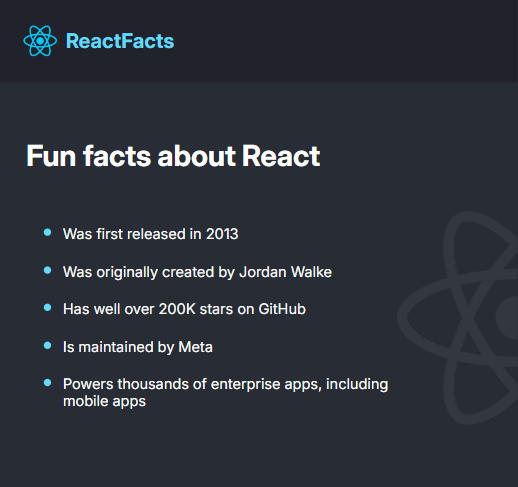 ReactFacts
Fun facts about React
Was first released in 2013
Was originally created by Jordan Walke
Has well over 200K stars on GitHub
Is maintained by Meta
Powers thousands of enterprise apps, including
mobile apps